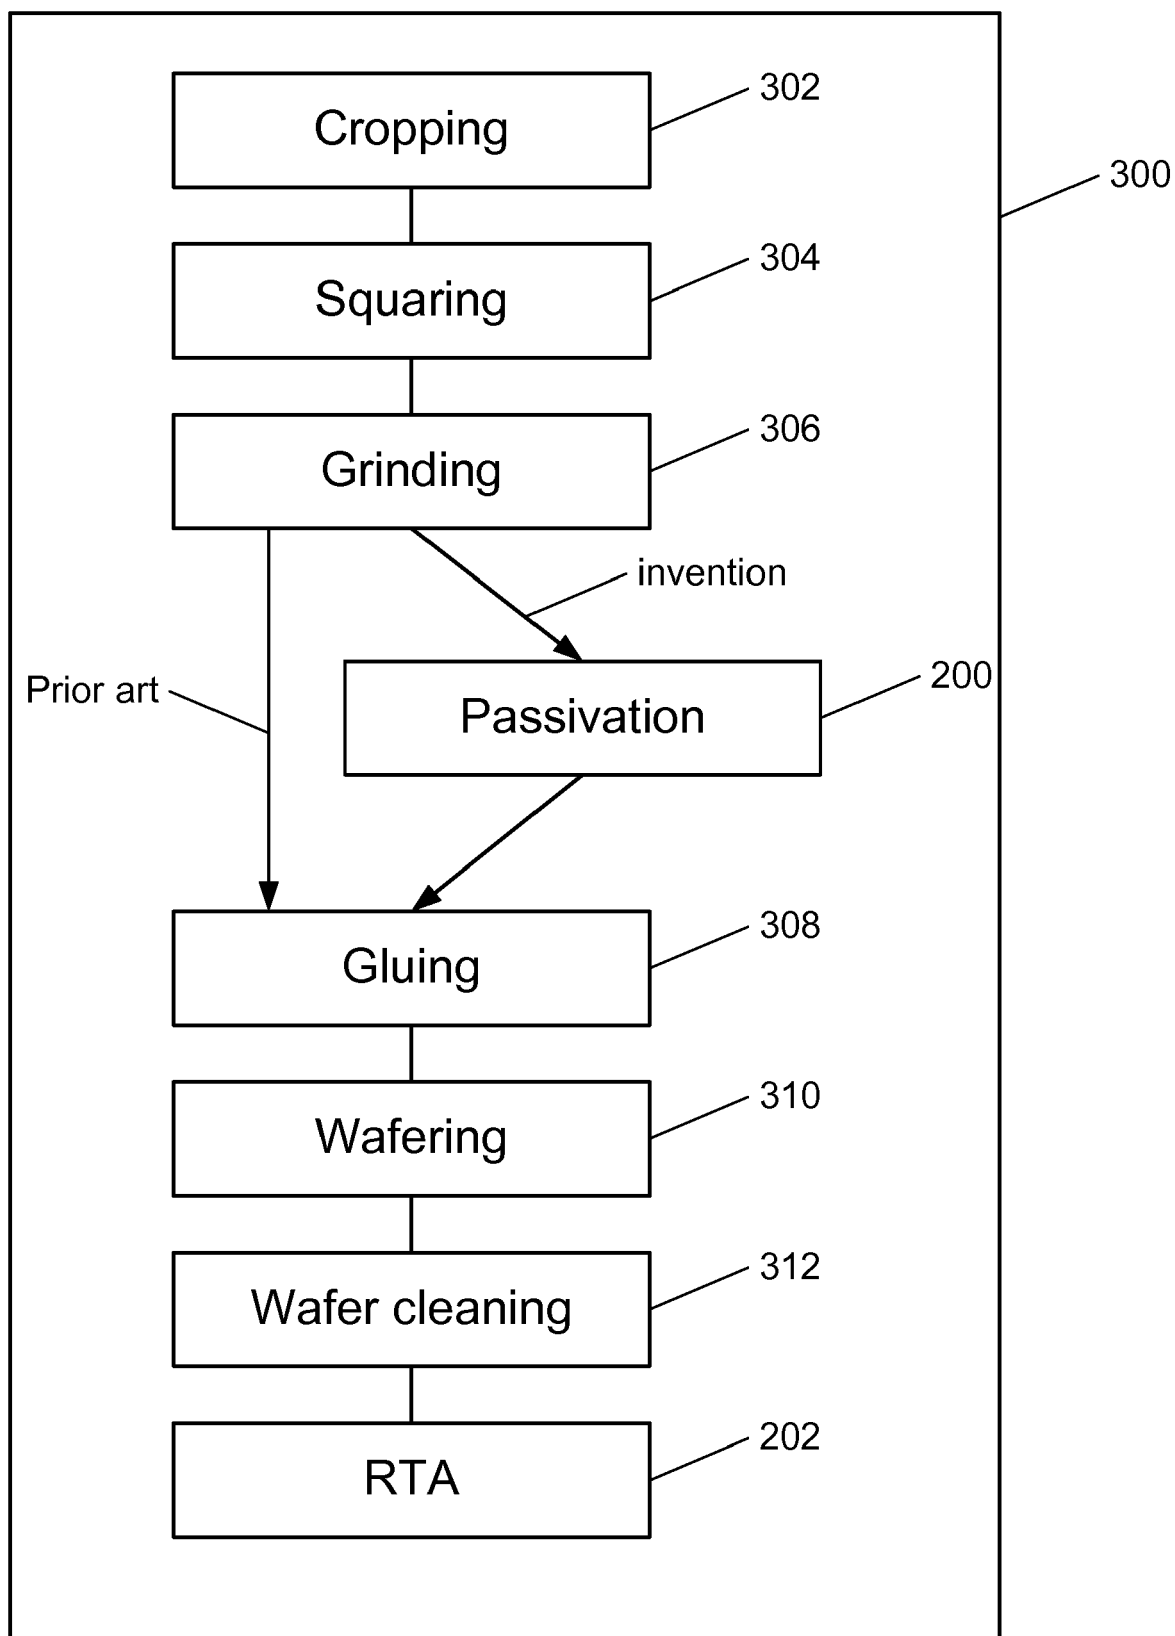 Cropping
302
300
Squaring
304
Grinding
306
invention
Prior art
Passivation
200
Gluing
308
Wafering
310
Wafer cleaning
312
RTA
202